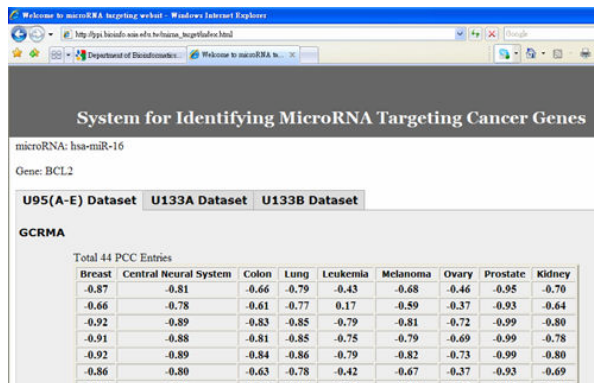 Welcome to microRNA targeting websit - Windows Internet Explorer
http://ppi.bioinfo.asia.edu.tw/mirna_target/index.html
Google
Department of Bioinformatics...
Welcome to microRNA ta...
System for Identifying MicroRNA Targeting Cancer Genes
microRNA: hsa-miR-16
Gene: BCL2
U95(A-E) Dataset U133A Dataset U133B Dataset
GCRMA
Total 44 PCC Entries
Breast Central Neural System Colon Lung Leukemia Melanoma Ovary Prostate Kidney
-0.87 -0.81 -0.66 -0.79 -0.43 -0.68 -0.46 -0.95 -0.70
-0.66 -0.78 -0.61 -0.77 0.17 -0.59 -0.37 -0.93 -0.64
-0.92 -0.89 -0.83 -0.85 -0.79 -0.81 -0.72 -0.99 -0.80
-0.91 -0.88 -0.81 -0.85 -0.75 -0.79 -0.69 -0.99 -0.78
-0.92 -0.89 -0.84 -0.86 -0.79 -0.82 -0.73 -0.99 -0.80
-0.86 -0.80 -0.63 -0.78 -0.42 -0.67 -0.37 -0.93 -0.69